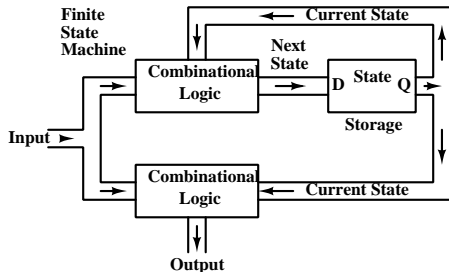 Finite
State
Machine
Current State
Next
State
Combinational
Logic
D State Q
Storage
Input
Combinational
Logic
Current State
Output